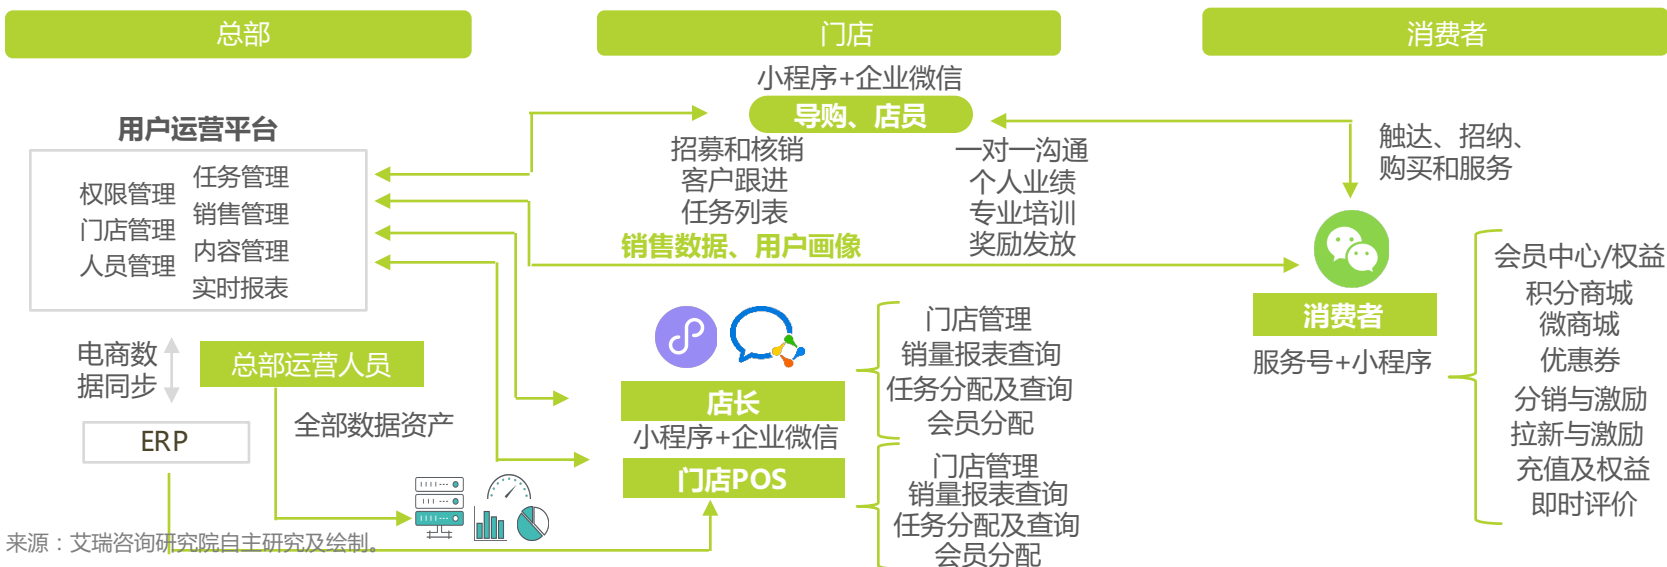 总部
门店
消费者
小程序+企业微信
导购、店员
用户运营平台
权限管理
门店管理
人员管理
任务管理
销售管理
内容管理
实时报表
招募和核销
客户跟进
任务列表
销售数据、用户画像
一对一沟通
个人业绩
专业培训
奖励发放
触达、招纳、
购买和服务
电商数
据同步
总部运营人员
ERP
全部数据资产
店长
小程序+企业微信
门店POS
门店管理
销量报表查询
任务分配及查询
会员分配
门店管理
销量报表查询
任务分配及查询
会员分配
消费者
服务号+小程序
会员中心/权益
积分商城
微商城
优惠券
分销与激励
拉新与激励
充值及权益
即时评价
来源：艾瑞咨询研究院自主研究及绘制。